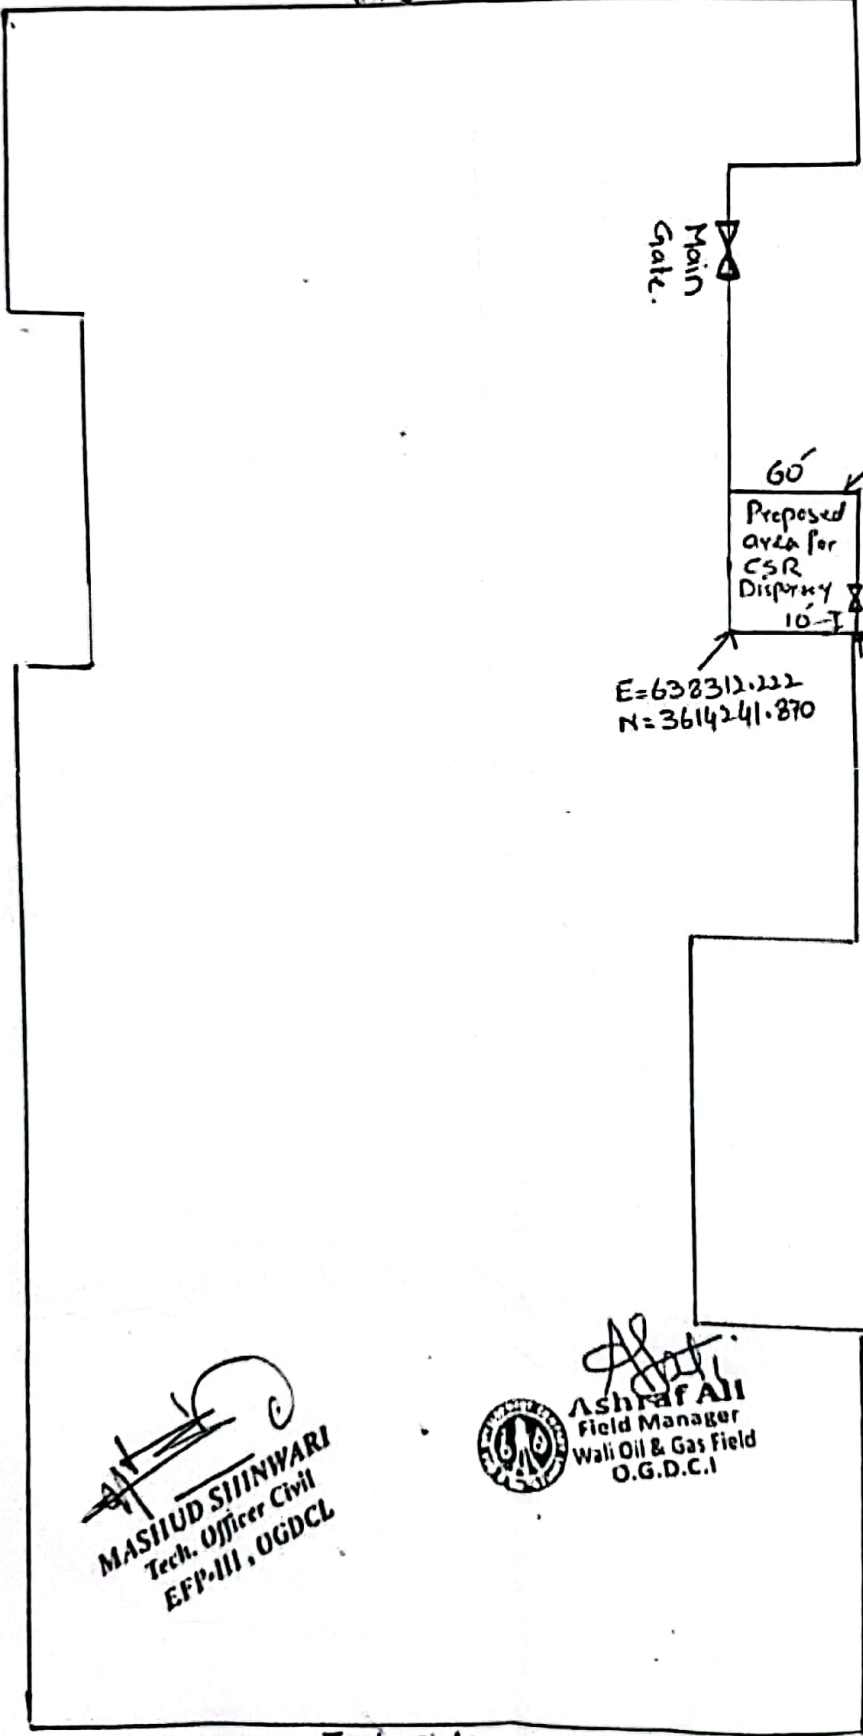 Main
Gate.
60'
Proposed
area for
CSR
Dispensry
10'
E=638312.222
N=3614241.870
MASHUD SHINWARI
Tech. Officer Civil
EFP-III, OGDCL
Ashraf Ali
Field Manager
Wali Oil & Gas Field
O.G.D.C.l